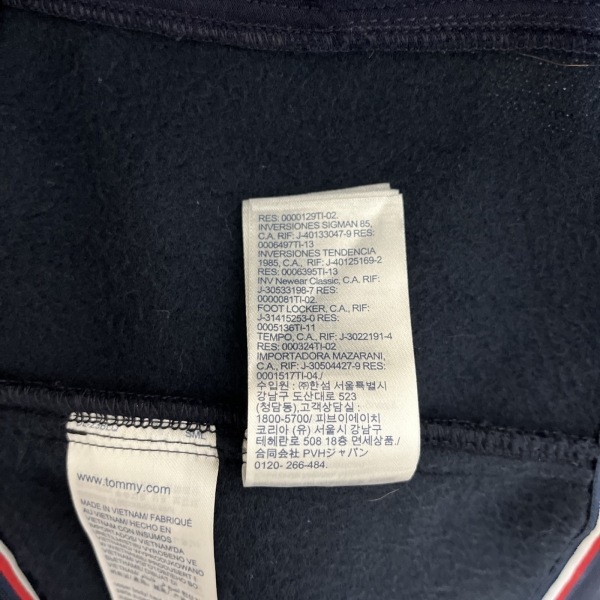 RES: 0000129TI-02.
INVERSIONES SIGMAN 85,
C.A. RIF: J-40133047-9 RES:
0006497TI-13
INVERSIONES TENDENCIA
1985, C.A., RIF: J-40125169-2
RES: 0006395TI-13
INV Newear Classic, C.A. RIF:
J-30533198-7 RES:
0000081TI-02.
FOOT LOCKER, C.A., RIF:
J-31415253-0 RES:
0005136TI-11
TEMPO, C.A., RIF: J-3022191-4
RES: 000324TI-02
IMPORTADORA MAZARANI,
C.A., RIF: J-30504427-9 RES:
0001517TI-04./
수입원 : ㈜한섬 서울특별시
강남구 도산대로 523
(청담동),고객상담실 :
1800-5700/ 피브이에이치
코리아 (유) 서울시 강남구
테헤란로 508 18층 면세상품./
合同会社 PVHジャパン
0120- 266-484.
SML
www.tommy.com
MADE IN VIETNAM/ FABRIQUÉ
AU VIETNAM/ HECHO EN
VIETNAM CON INSUMOS
IMPORTADOS/ VIETNAM'DA